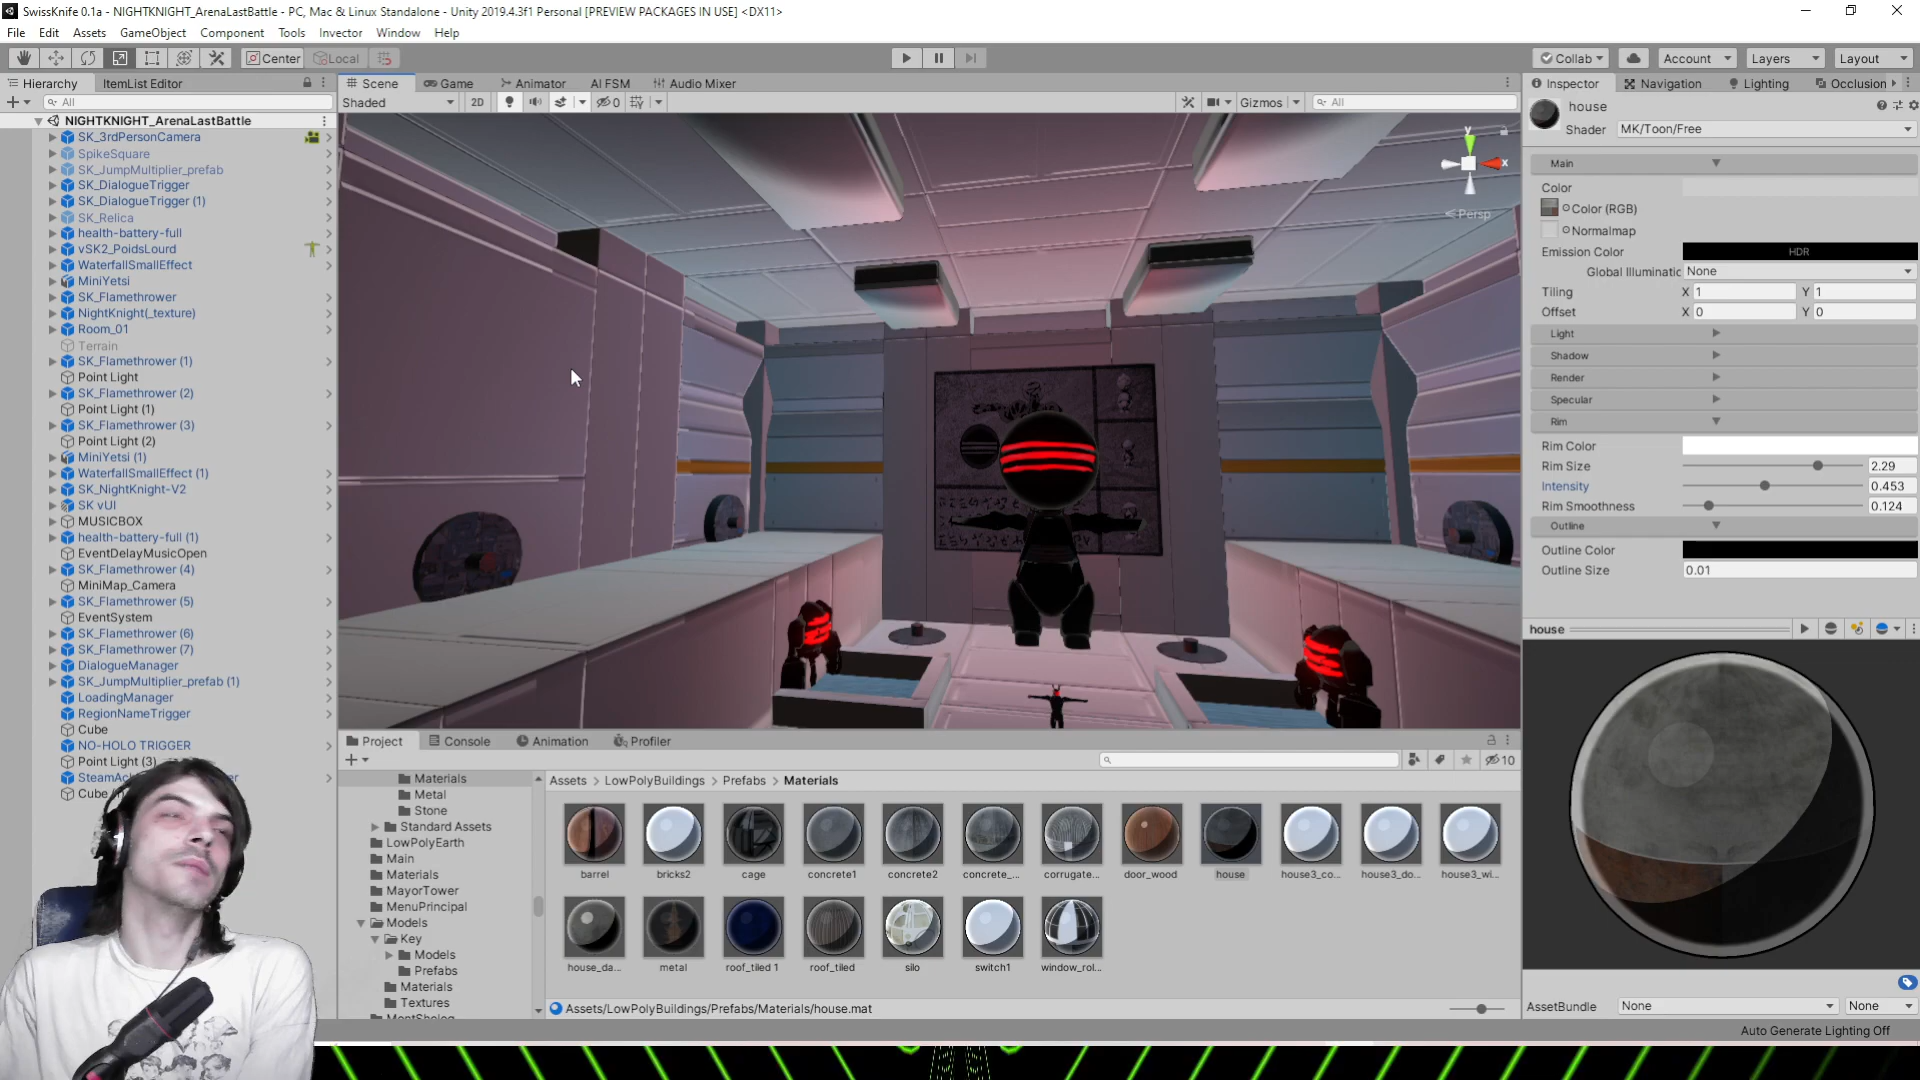 SwissKnife 0.1a - NIGHTKNIGHT_ArenaLastBattle - PC, Mac & Linux Standalone - Unity 2019.4.3f1 Personal [PREVIEW PACKAGES IN USE] <DX11>
File Edit Assets GameObject Component Tools Invector Window Help
Center Local Collab Account Layers Layout
Hierarchy ItemList Editor
All
NIGHTKNIGHT_ArenaLastBattle
SK_3rdPersonCamera
SpikeSquare
SK_JumpMultiplier_prefab
SK_DialogueTrigger
SK_DialogueTrigger (1)
SK_Relica
health-battery-full
vSK2_PoidsLourd
WaterfallSmallEffect
MiniYetsi
SK_Flamethrower
NightKnight(_texture)
Room_01
Terrain
SK_Flamethrower (1)
Point Light
SK_Flamethrower (2)
Point Light (1)
SK_Flamethrower (3)
Point Light (2)
MiniYetsi (1)
WaterfallSmallEffect (1)
SK_NightKnight-V2
SK vUI
MUSICBOX
health-battery-full (1)
EventDelayMusicOpen
SK_Flamethrower (4)
MiniMap_Camera
SK_Flamethrower (5)
EventSystem
SK_Flamethrower (6)
SK_Flamethrower (7)
DialogueManager
SK_JumpMultiplier_prefab (1)
LoadingManager
RegionNameTrigger
Cube
NO-HOLO TRIGGER
Point Light (3)
Cube
Scene Game Animator AI FSM Audio Mixer
Shaded 2D 0 Gizmos All
y
x
Persp
Project Console Animation Profiler
10
Materials
Metal
Stone
Standard Assets
LowPolyEarth
Main
Materials
MayorTower
MenuPrincipal
Models
Key
Models
Prefabs
Materials
Textures
Assets > LowPolyBuildings > Prefabs > Materials
barrel bricks2 cage concrete1 concrete2 concrete_... corrugate... door_wood house house3_co... house3_do... house3_wi...
house_da... metal roof_tiled 1 roof_tiled silo switch1 window_rol...
Assets/LowPolyBuildings/Prefabs/Materials/house.mat
Inspector Navigation Lighting Occlusion
house
Shader MK/Toon/Free
Main
Color
Color (RGB)
Normalmap
Emission Color HDR
Global Illuminatic None
Tiling X 1 Y 1
Offset X 0 Y 0
Light
Shadow
Render
Specular
Rim
Rim Color
Rim Size 2.29
Intensity 0.453
Rim Smoothness 0.124
Outline
Outline Color
Outline Size 0.01
house
AssetBundle None None
Auto Generate Lighting Off